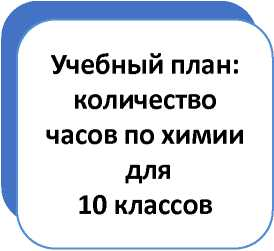 Учебный план:
количество
часов по химии
для
10 классов